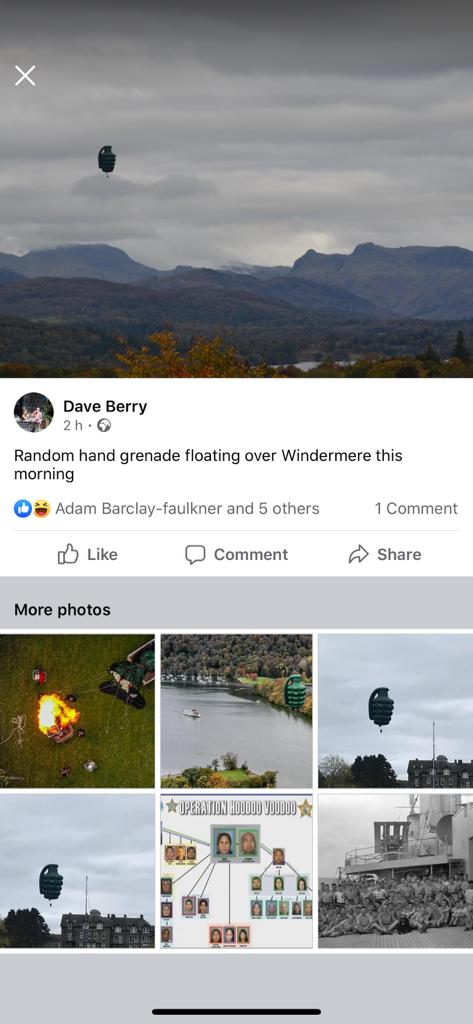 Dave Berry
2 h ·
Random hand grenade floating over Windermere this
morning
Adam Barclay-faulkner and 5 others 1 Comment
Like Comment Share
More photos
OPERATION HOODOO VOODOO